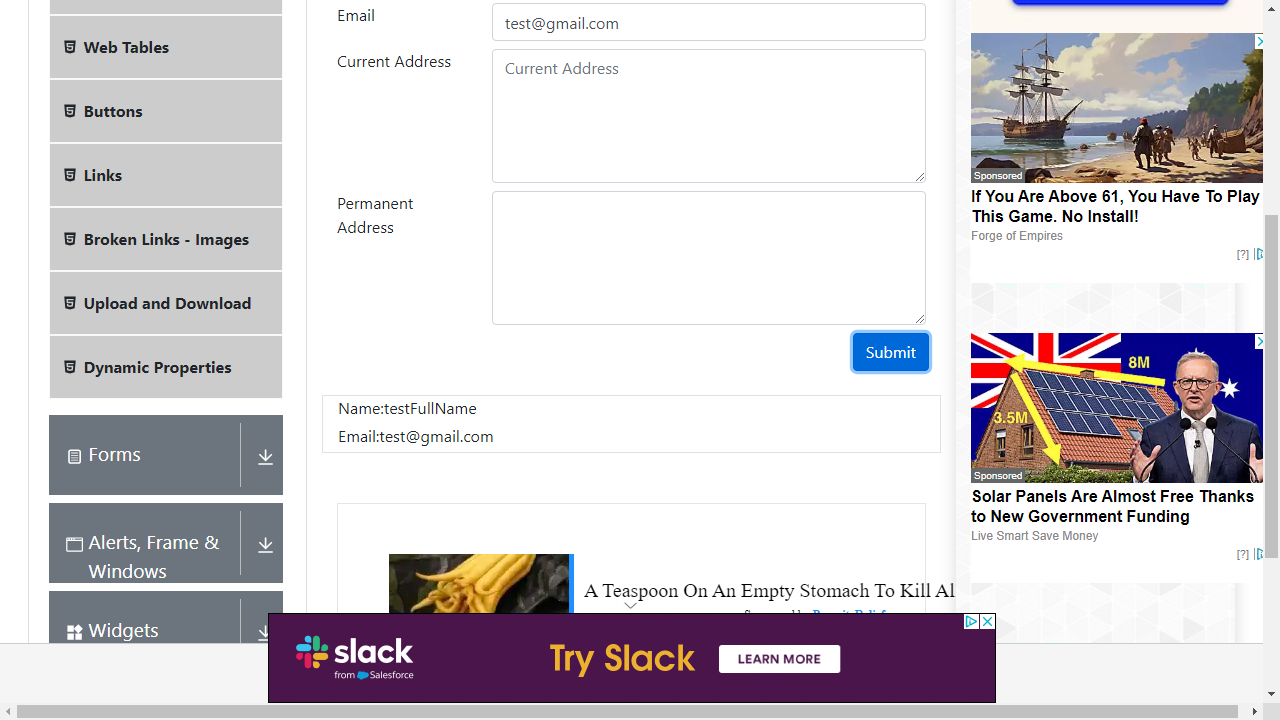 Web Tables
Buttons
Links
Broken Links - Images
Upload and Download
Dynamic Properties
Forms
Alerts, Frame &
Windows
Widgets
Email
test@gmail.com
Current Address
Current Address
Permanent
Address
Submit
Name:testFullName
Email:test@gmail.com
A Teaspoon On An Empty Stomach To Kill Al
Sponsored
If You Are Above 61, You Have To Play
This Game. No Install!
Forge of Empires
[?]
8M
3.5M
Sponsored
Solar Panels Are Almost Free Thanks
to New Government Funding
Live Smart Save Money
[?]
slack
from Salesforce
Try Slack
LEARN MORE